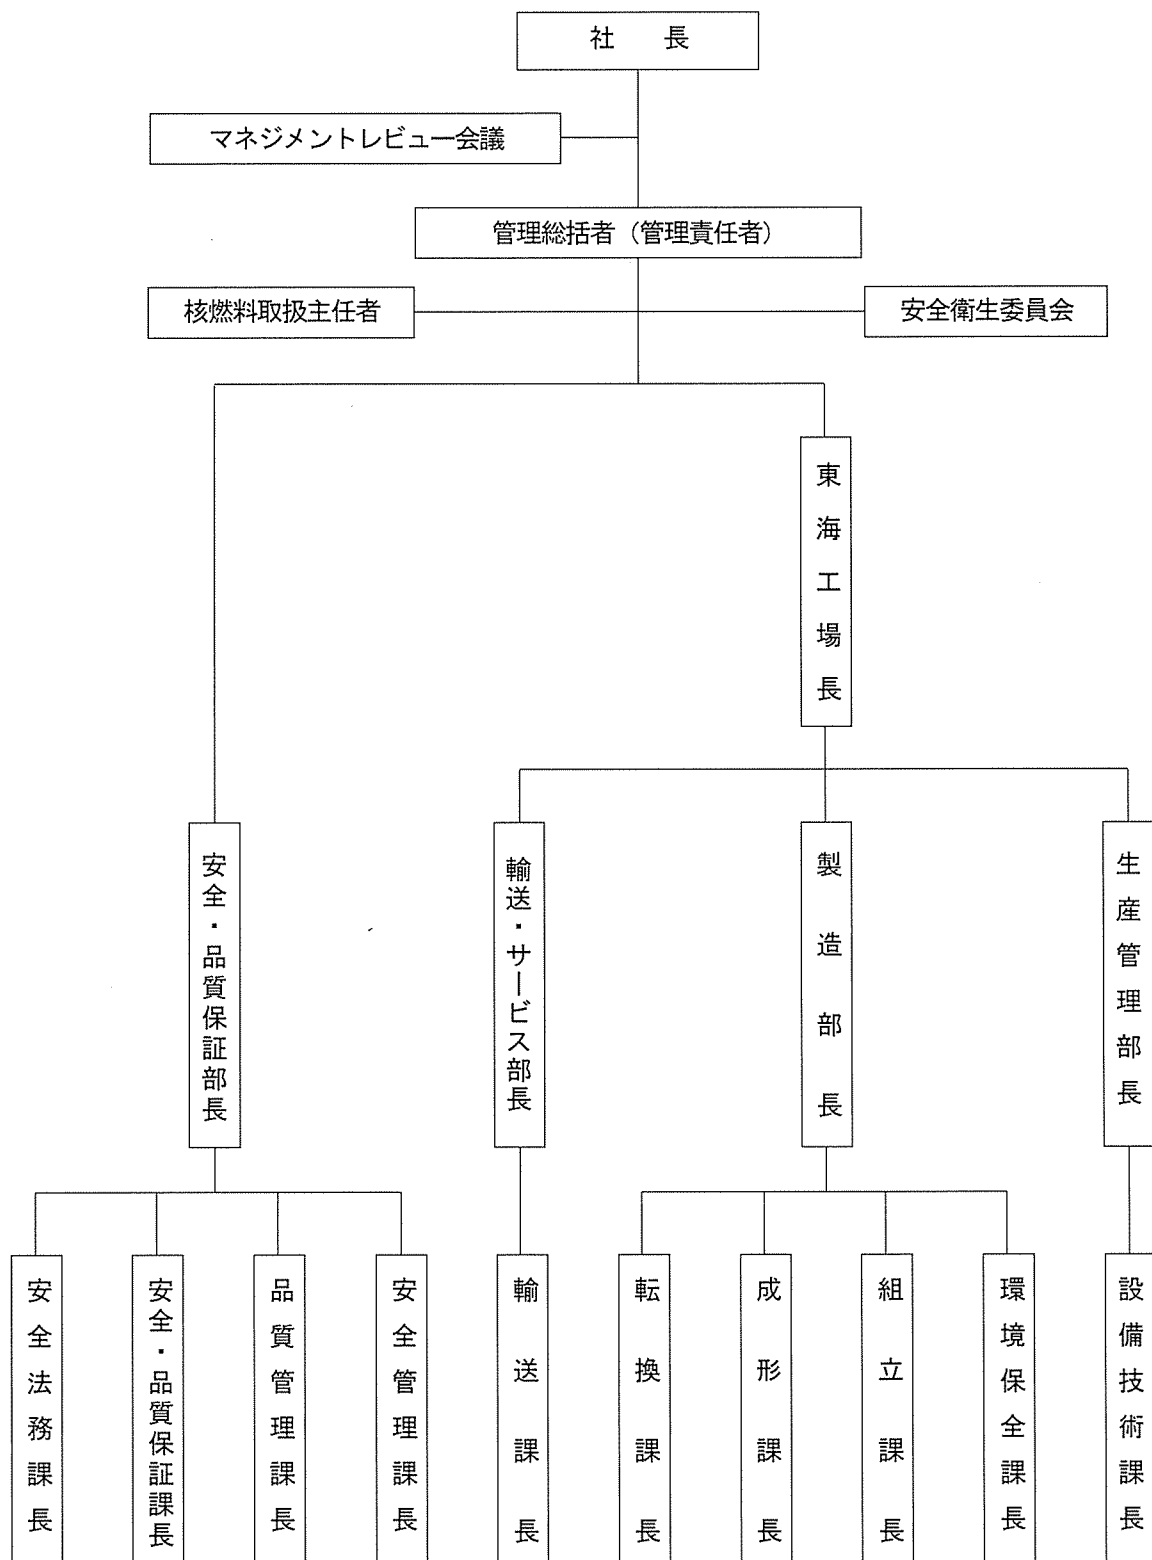 社　　長
マネジメントレビュー会議
管理総括者（管理責任者）
核燃料取扱主任者
安全衛生委員会
東海工場長
安全・品質保証部長
輸送・サービス部長
製造部長
生産管理部長
安全法務課長
安全・品質保証課長
品質管理課長
安全管理課長
輸送課長
転換課長
成形課長
組立課長
環境保全課長
設備技術課長